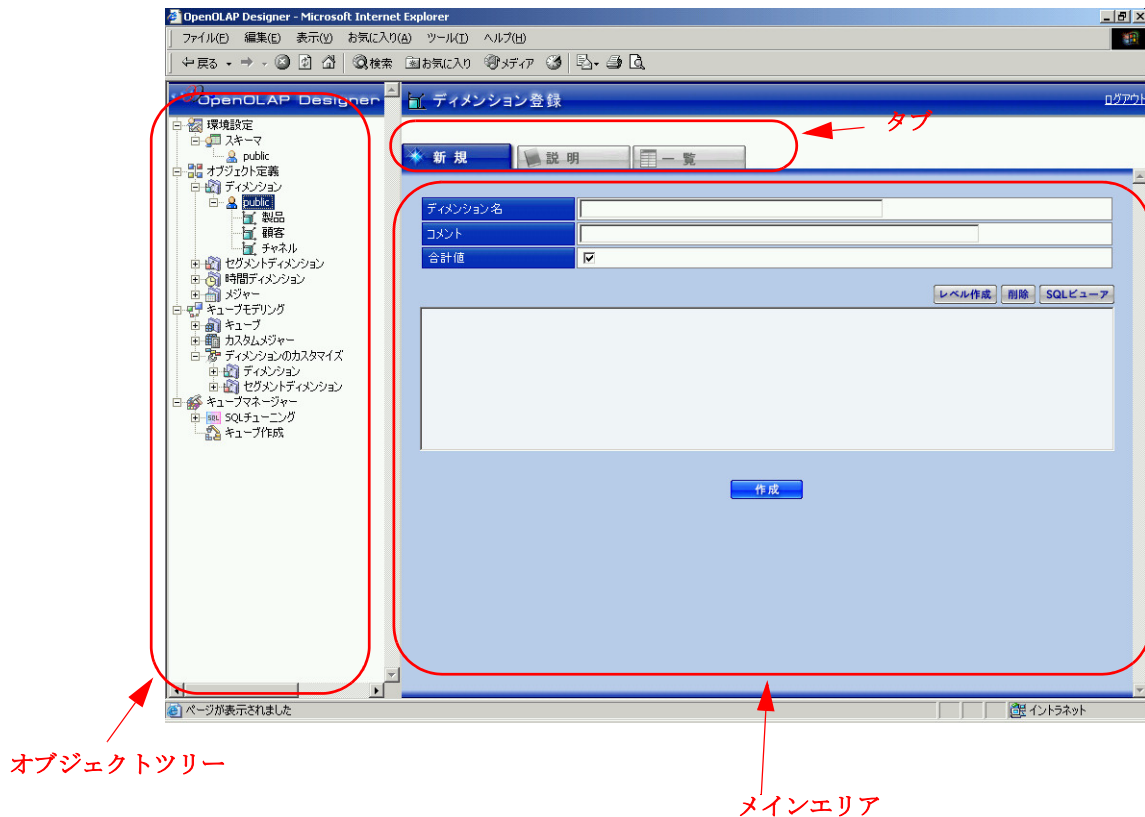 OpenOLAP Designer - Microsoft Internet Explorer
ファイル(F) 編集(E) 表示(V) お気に入り(A) ツール(T) ヘルプ(H)
戻る 検索 お気に入り メディア
OpenOLAP Designer
ディメンション登録
ログアウト
タブ
環境設定
スキーマ
public
オブジェクト定義
ディメンション
public
製品
顧客
チャネル
セグメントディメンション
時間ディメンション
メジャー
キューブモデリング
キューブ
カスタムメジャー
ディメンションのカスタマイズ
ディメンション
セグメントディメンション
キューブマネージャー
SQL SQLチューニング
キューブ作成
新規 説明 一覧
ディメンション名
コメント
合計値
レベル作成 削除 SQLビューア
作成
ページが表示されました
イントラネット
オブジェクトツリー
メインエリア